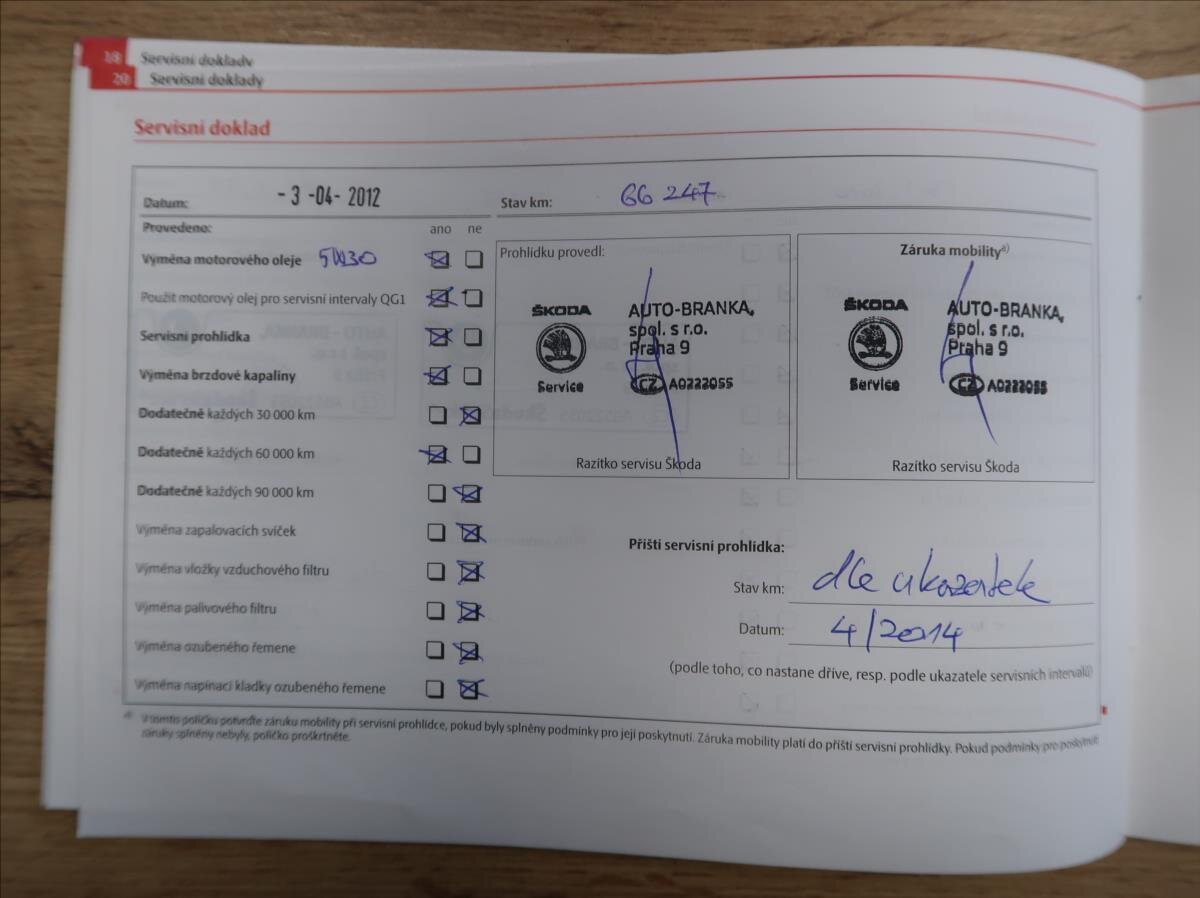 18 Servisní doklady
20 Servisní doklady
Servisní doklad
Datum: - 3 -04- 2012 Stav km: 66 247
Provedeno: ano ne
Výměna motorového oleje 5W30
Použit motorový olej pro servisní intervaly QG1
Servisní prohlídka
Výměna brzdové kapaliny
Dodatečně každých 30 000 km
Dodatečně každých 60 000 km
Dodatečně každých 90 000 km
Výměna zapalovacích svíček
Výměna vložky vzduchového filtru
Výměna palivového filtru
Výměna ozubeného řemene
Výměna napínací kladky ozubeného řemene
Prohlídku provedl:
ŠKODA
Service
AUTO-BRANKA,
spol. s r.o.
Praha 9
CZ A0222055
Razítko servisu Škoda
Záruka mobility a)
ŠKODA
Service
AUTO-BRANKA,
spol. s r.o.
Praha 9
CZ A0222055
Razítko servisu Škoda
Příští servisní prohlídka:
Stav km: dle ukazatele
Datum: 4/2014
(podle toho, co nastane dříve, resp. podle ukazatele servisních intervalů)
a) V tomto políčku potvrďte záruku mobility při servisní prohlídce, pokud byly splněny podmínky pro její poskytnutí. Záruka mobility platí do příští servisní prohlídky. Pokud podmínky pro poskytnutí
záruky splněny nebyly, políčko proškrtněte.